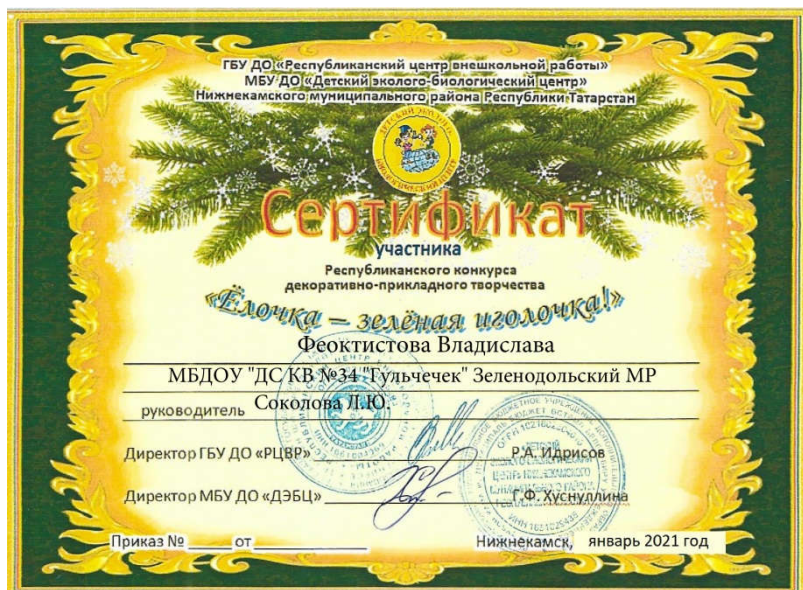 ГБУ ДО «Республиканский центр внешкольной работы»
МБУ ДО «Детский эколого-биологический центр»
Нижнекамского муниципального района Республики Татарстан
Сертификат
участника
Республиканского конкурса
декоративно-прикладного творчества
«Ёлочка – зелёная иголочка!»
Феоктистова Владислава
МБДОУ "ДС КВ №34 "Гульчечек" Зеленодольский МР
руководитель Соколова Л.Ю.
Директор ГБУ ДО «РЦВР» Р.А. Идрисов
Директор МБУ ДО «ДЭБЦ» Г.Ф. Хуснуллина
Приказ № ____ от ____________ Нижнекамск, январь 2021 год